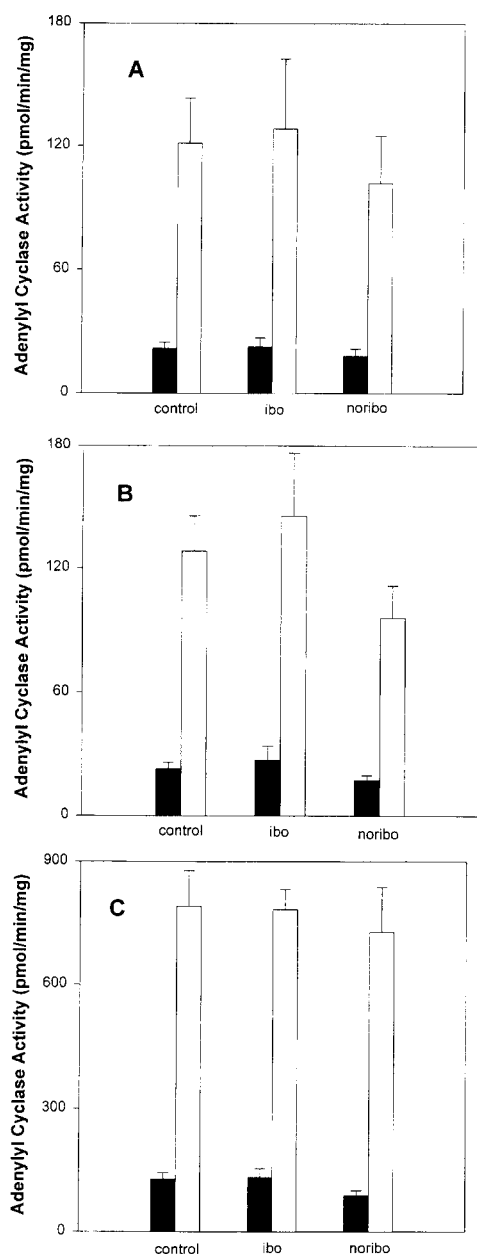 Adenylyl Cyclase Activity (pmol/min/mg)
180
120
60
0
A
control ibo noribo
Adenylyl Cyclase Activity (pmol/min/mg)
180
120
60
0
B
control ibo noribo
Adenylyl Cyclase Activity (pmol/min/mg)
900
600
300
0
C
control ibo noribo